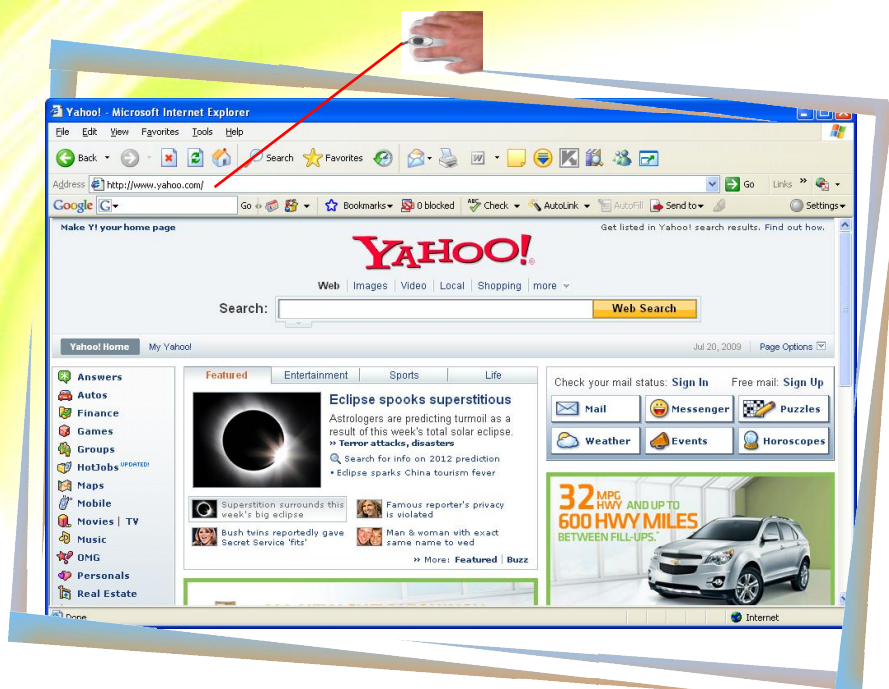 Yahoo! - Microsoft Internet Explorer
File Edit View Favorites Tools Help
Back Search Favorites
Address http://www.yahoo.com/ Go Links »
Google G Go Bookmarks 0 blocked ABC Check AutoLink AutoFill Send to Settings
Make Y! your home page
Get listed in Yahoo! search results. Find out how.
YAHOO!
Web | Images | Video | Local | Shopping | more
Search: Web Search
Yahoo! Home My Yahoo! Jul 20, 2009 Page Options
Answers
Autos
Finance
Games
Groups
HotJobs UPDATED!
Maps
Mobile
Movies | TV
Music
OMG
Personals
Real Estate
Featured Entertainment Sports Life
Eclipse spooks superstitious
Astrologers are predicting turmoil as a
result of this week's total solar eclipse.
» Terror attacks, disasters
Search for info on 2012 prediction
• Eclipse sparks China tourism fever
Superstition surrounds this
week's big eclipse
Famous reporter's privacy
is violated
Bush twins reportedly gave
Secret Service 'fits'
Man & woman with exact
same name to wed
» More: Featured | Buzz
Check your mail status: Sign In Free mail: Sign Up
Mail Messenger Puzzles
Weather Events Horoscopes
32 MPG HWY AND UP TO
600 HWY MILES
BETWEEN FILL-UPS.*
Done Internet